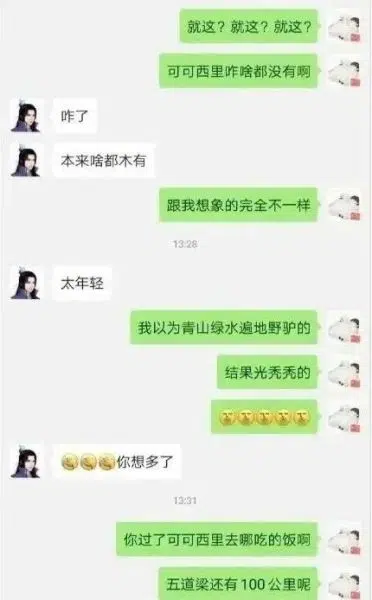 就这？就这？就这？
可可西里咋啥都没有啊
咋了
本来啥都木有
跟我想象的完全不一样
13:28
太年轻
我以为青山绿水遍地野驴的
结果光秃秃的
你想多了
13:31
你过了可可西里去哪吃的饭啊
五道梁还有100公里呢